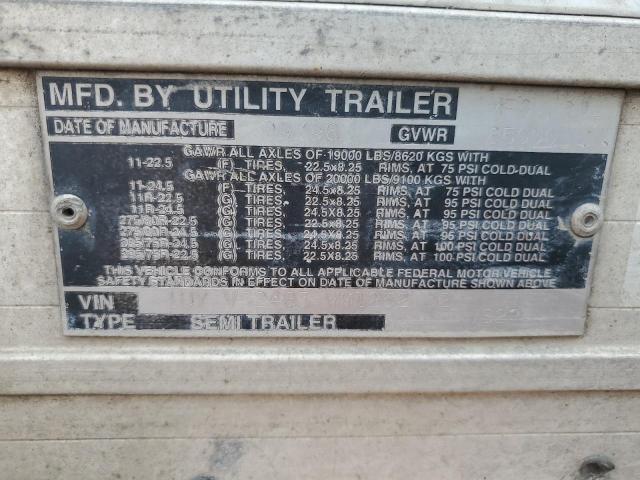 MFD. BY UTILITY TRAILER
DATE OF MANUFACTURE GVWR
GAWR ALL AXLES OF 19000 LBS/8620 KGS WITH
11-22.5 (F) TIRES, 22.5x8.25 RIMS, AT 75 PSI COLD-DUAL
GAWR ALL AXLES OF 20000 LBS/9100 KGS WITH
11-24.5 (F) TIRES, 24.5x8.25 RIMS, AT 75 PSI COLD DUAL
11R-22.5 (G) TIRES, 22.5x8.25 RIMS, AT 95 PSI COLD DUAL
11R-24.5 (G) TIRES, 24.5x8.25 RIMS, AT 95 PSI COLD DUAL
(G) TIRES, 22.5x8.25 RIMS, AT 95 PSI COLD DUAL
(G) TIRES, 24.5x8.25 RIMS, AT 95 PSI COLD DUAL
(G) TIRES, 24.5x8.25 RIMS, AT 100 PSI COLD DUAL
(G) TIRES, 22.5x8.25 RIMS, AT 100 PSI COLD DUAL
THIS VEHICLE CONFORMS TO ALL APPLICABLE FEDERAL MOTOR VEHICLE
SAFETY STANDARDS IN EFFECT ON DATE OF MANUFACTURE SHOWN ABOVE
VIN
TYPE SEMI TRAILER